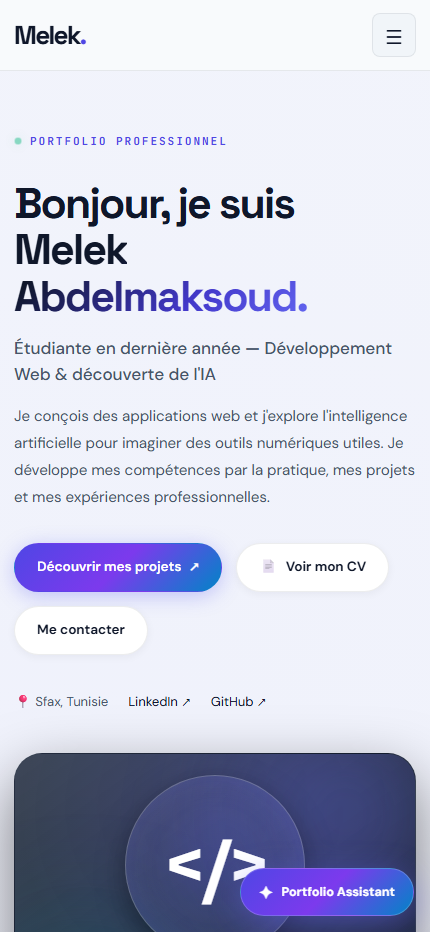 Melek.
☰
PORTFOLIO PROFESSIONNEL
Bonjour, je suis
Melek
Abdelmaksoud.
Étudiante en dernière année — Développement
Web & découverte de l'IA
Je conçois des applications web et j'explore l'intelligence
artificielle pour imaginer des outils numériques utiles. Je
développe mes compétences par la pratique, mes projets
et mes expériences professionnelles.
Découvrir mes projets ↗
Voir mon CV
Me contacter
Sfax, Tunisie LinkedIn ↗ GitHub ↗
</>
Portfolio Assistant